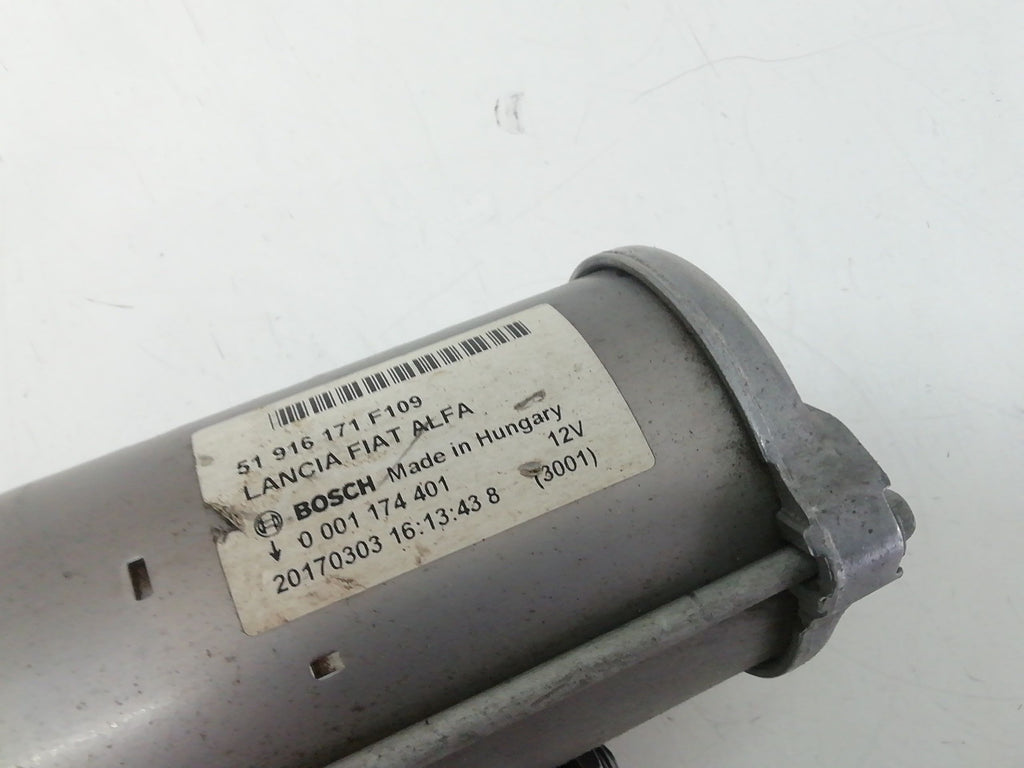 51 916 171 F109
LANCIA FIAT ALFA
BOSCH Made in Hungary
0 001 174 401 12V
20170303 16:13:43 8 (3001)